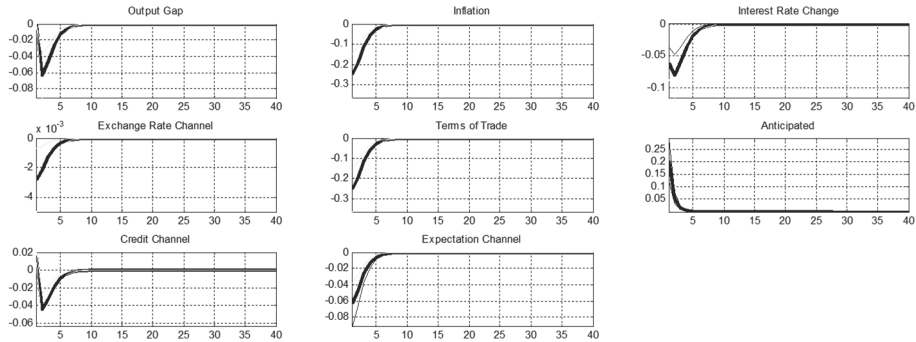 Output Gap
0
-0.02
-0.04
-0.06
-0.08
5 10 15 20 25 30 35 40
Inflation
0
-0.1
-0.2
-0.3
5 10 15 20 25 30 35 40
Interest Rate Change
0
-0.05
-0.1
5 10 15 20 25 30 35 40
x 10-3
Exchange Rate Channel
0
-2
-4
5 10 15 20 25 30 35 40
Terms of Trade
0
-0.1
-0.2
-0.3
5 10 15 20 25 30 35 40
Anticipated
0.25
0.2
0.15
0.1
0.05
5 10 15 20 25 30 35 40
Credit Channel
0.02
0
-0.02
-0.04
-0.06
5 10 15 20 25 30 35 40
Expectation Channel
0
-0.02
-0.04
-0.06
-0.08
5 10 15 20 25 30 35 40